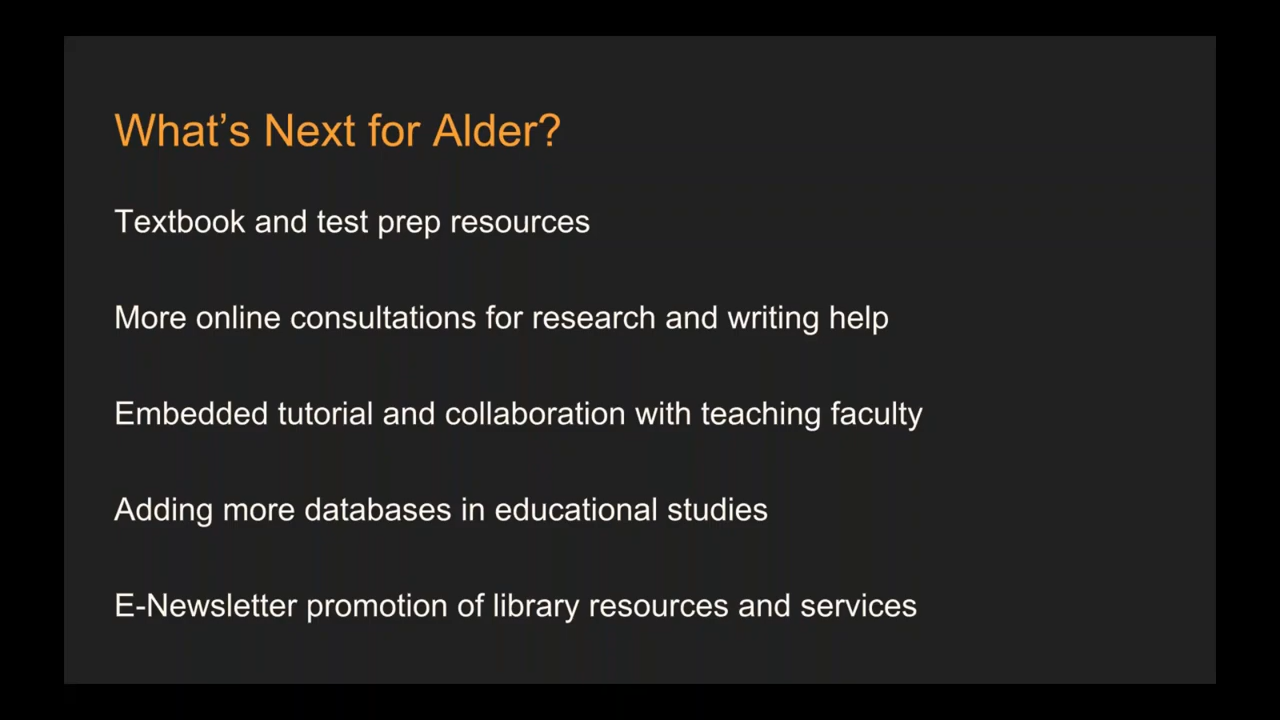 What’s Next for Alder?
Textbook and test prep resources
More online consultations for research and writing help
Embedded tutorial and collaboration with teaching faculty
Adding more databases in educational studies
E-Newsletter promotion of library resources and services